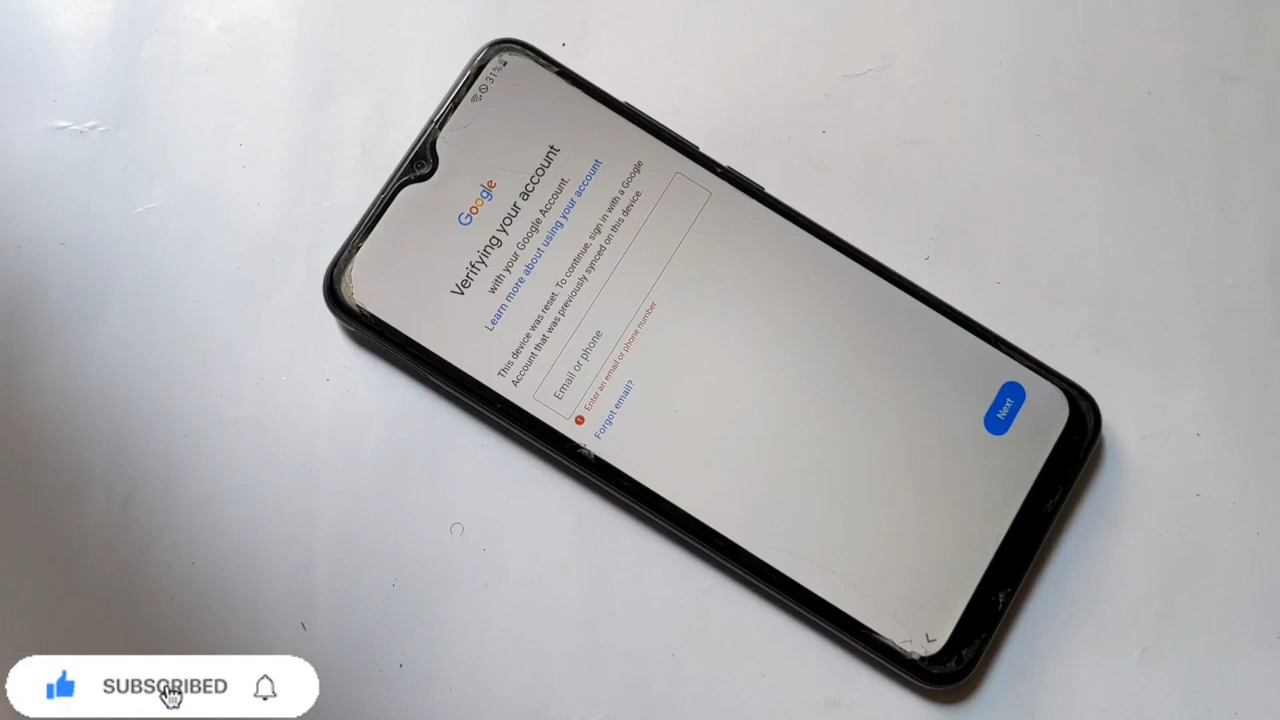 31%
Google
Verifying your account
with your Google Account.
Learn more about using your account
This device was reset. To continue, sign in with a Google
Account that was previously synced on this device.
Email or phone
Enter an email or phone number
Forgot email?
Next
SUBSCRIBED